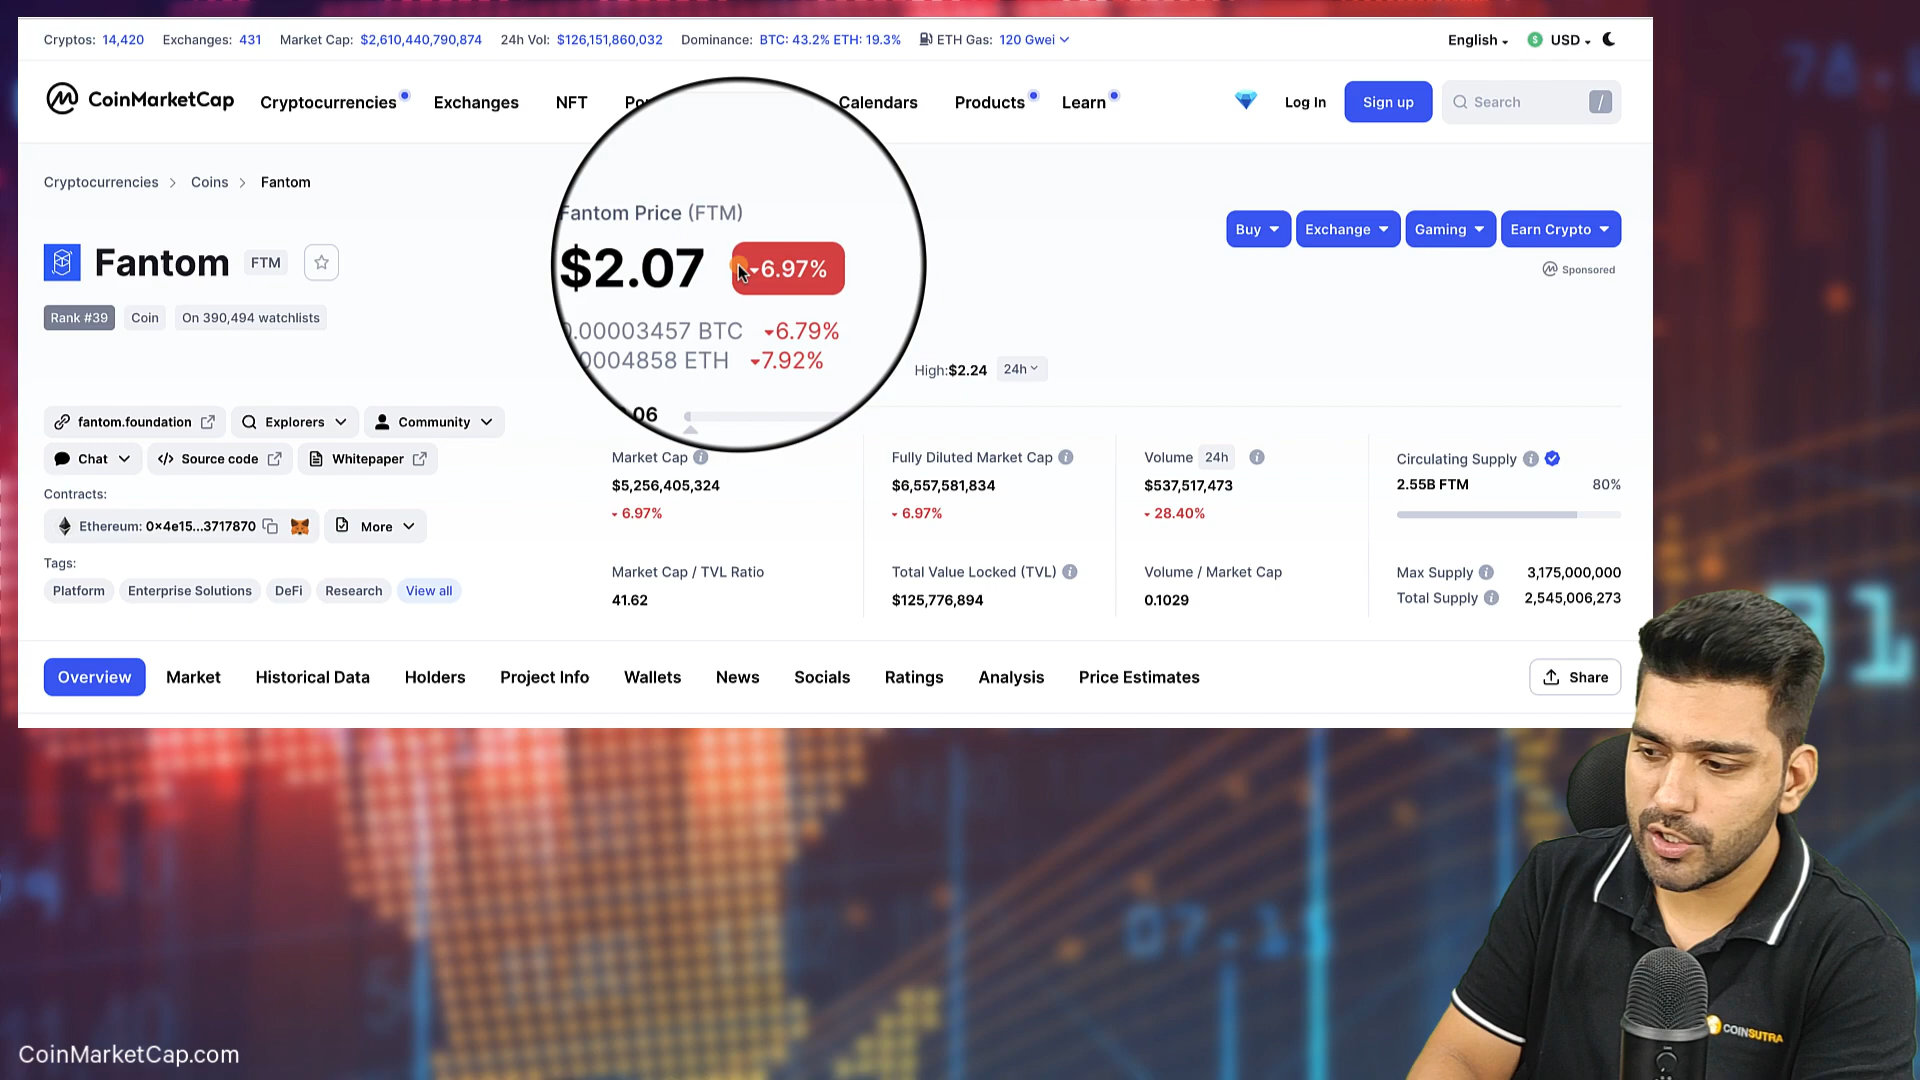 Cryptos: 14,420 Exchanges: 431 Market Cap: $2,610,440,790,874 24h Vol: $126,151,860,032 Dominance: BTC: 43.2% ETH: 19.3% ETH Gas: 120 Gwei English USD
CoinMarketCap Cryptocurrencies Exchanges NFT Calendars Products Learn Log In Sign up Search /
Cryptocurrencies > Coins > Fantom
Fantom Price (FTM)
Fantom FTM $2.07 6.97% Buy Exchange Gaming Earn Crypto
Sponsored
Rank #39 Coin On 390,494 watchlists
.00003457 BTC 6.79%
0004858 ETH 7.92%
High:$2.24 24h
.06
fantom.foundation Explorers Community
Chat Source code Whitepaper
Contracts:
Ethereum: 0x4e15...3717870 More
Tags:
Platform Enterprise Solutions DeFi Research View all
Market Cap
$5,256,405,324
6.97%
Market Cap / TVL Ratio
41.62
Fully Diluted Market Cap
$6,557,581,834
6.97%
Total Value Locked (TVL)
$125,776,894
Volume 24h
$537,517,473
28.40%
Volume / Market Cap
0.1029
Circulating Supply
2.55B FTM 80%
Max Supply 3,175,000,000
Total Supply 2,545,006,273
Overview Market Historical Data Holders Project Info Wallets News Socials Ratings Analysis Price Estimates Share
COINSUTRA
CoinMarketCap.com